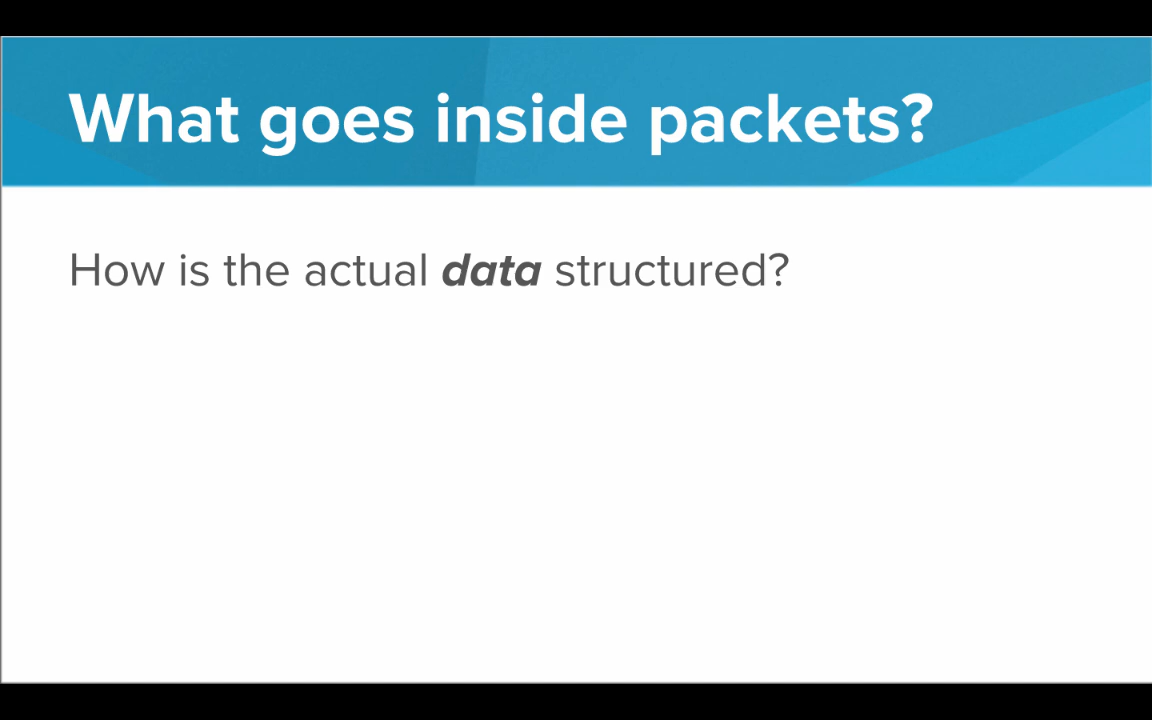 What goes inside packets?
How is the actual data structured?